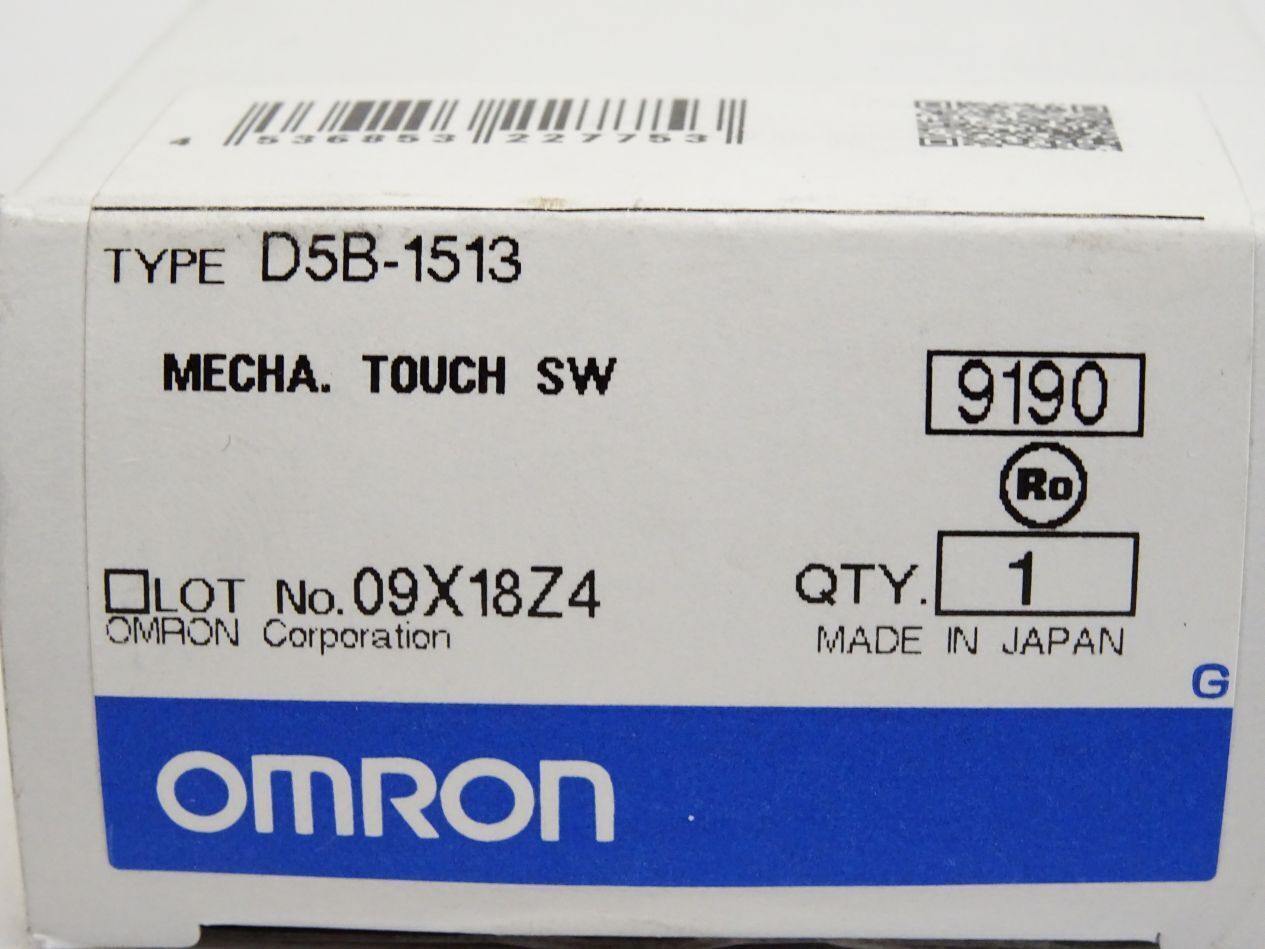 4 536853 227753
TYPE D5B-1513
MECHA. TOUCH SW
9190
Ro
LOT No. 09X18Z4
QTY. 1
OMRON Corporation
MADE IN JAPAN
G
OMRON